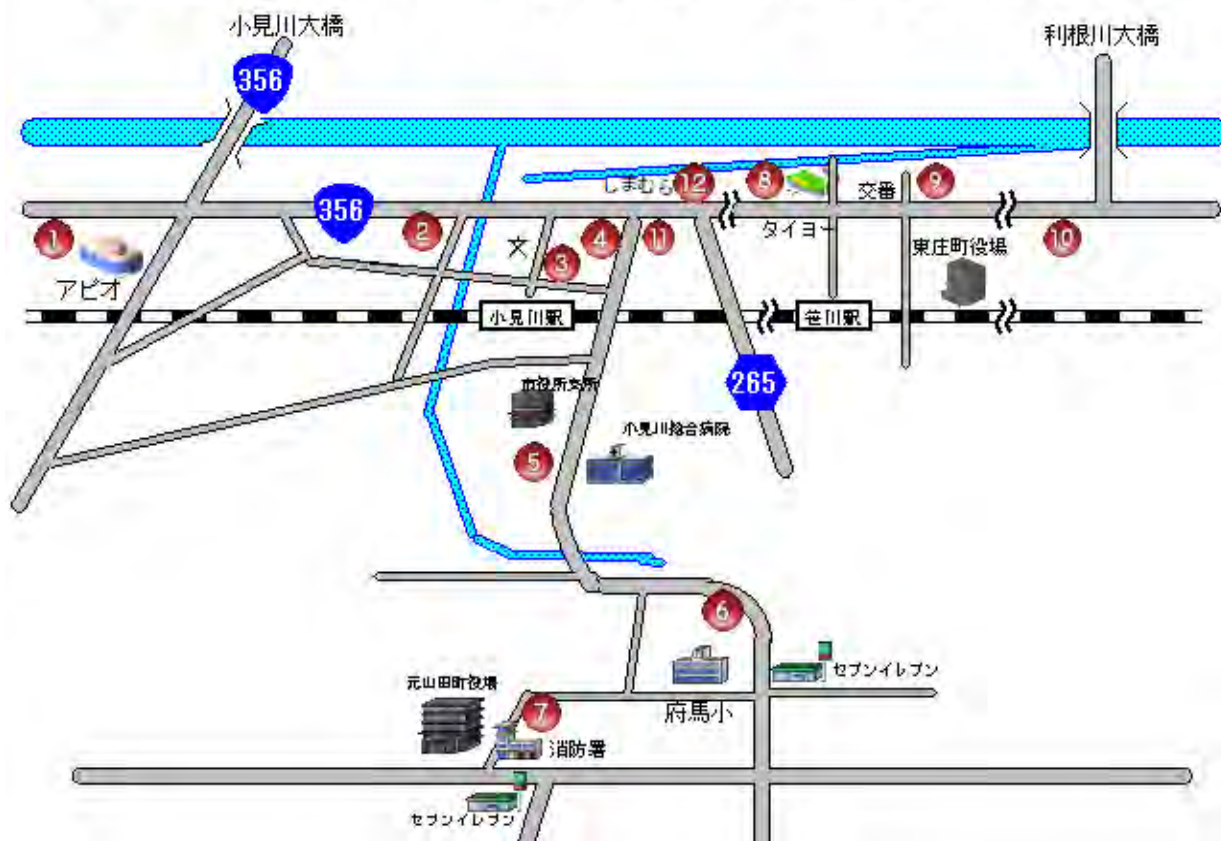 小見川大橋
利根川大橋
356
しまむら
⑫
⑧
交番
⑨
①
356
②
文
③
④
⑪
タイヨー
東庄町役場
⑩
アピオ
小見川駅
笹川駅
市役所支所
265
小見川総合病院
⑤
⑥
セブンイレブン
元山田町役場
⑦
府馬小
消防署
セブンイレブン